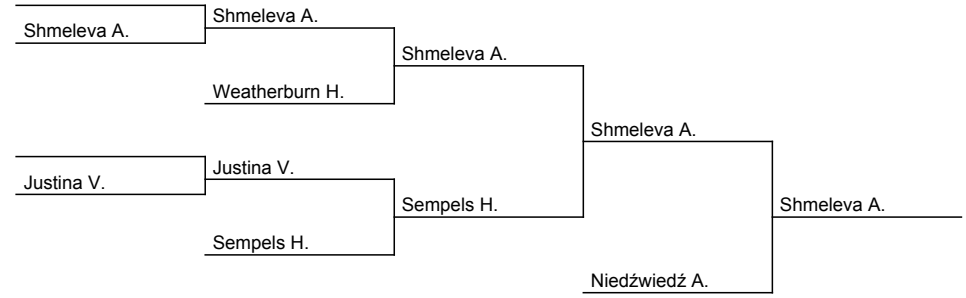 Shmeleva A.
Shmeleva A.
Shmeleva A.
Weatherburn H.
Shmeleva A.
Justina V.
Justina V.
Sempels H.
Shmeleva A.
Sempels H.
Niedźwiedź A.